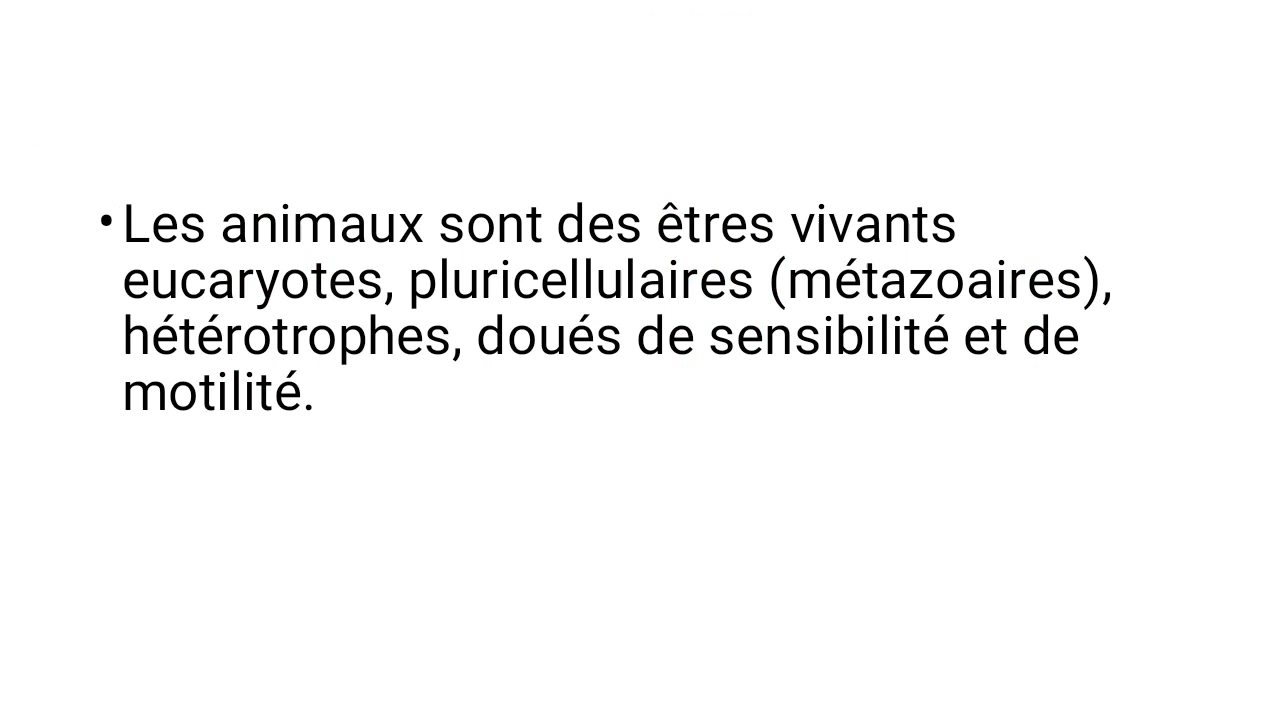 •Les animaux sont des êtres vivants
eucaryotes, pluricellulaires (métazoaires),
hétérotrophes, doués de sensibilité et de
motilité.